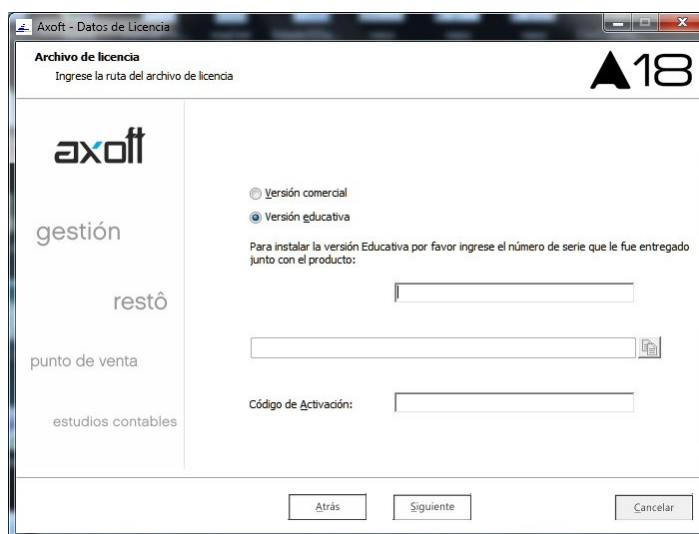 Axoft - Datos de Licencia
Archivo de licencia
Ingrese la ruta del archivo de licencia
A18
axoft
gestión
restô
punto de venta
estudios contables
Versión comercial
Versión educativa
Para instalar la versión Educativa por favor ingrese el número de serie que le fue entregado
junto con el producto:
Código de Activación:
Atrás
Siguiente
Cancelar